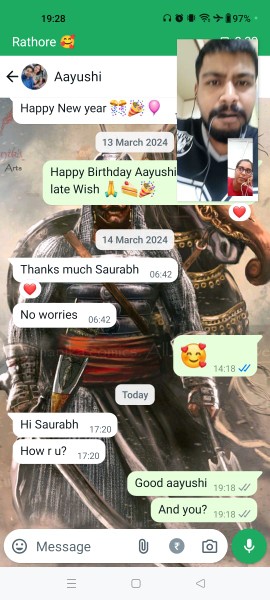 19:28
97%
Rathore 🥰
Aayushi
Happy New year 🎊🎉🎈
13 March 2024
Happy Birthday Aayushi
late Wish 🙏🍰🎉
14 March 2024
Thanks much Saurabh 06:42
No worries 06:42
🥰 14:18
Today
Hi Saurabh 17:20
How r u? 17:20
Good aayushi 19:18
And you? 19:18
Message
Arts